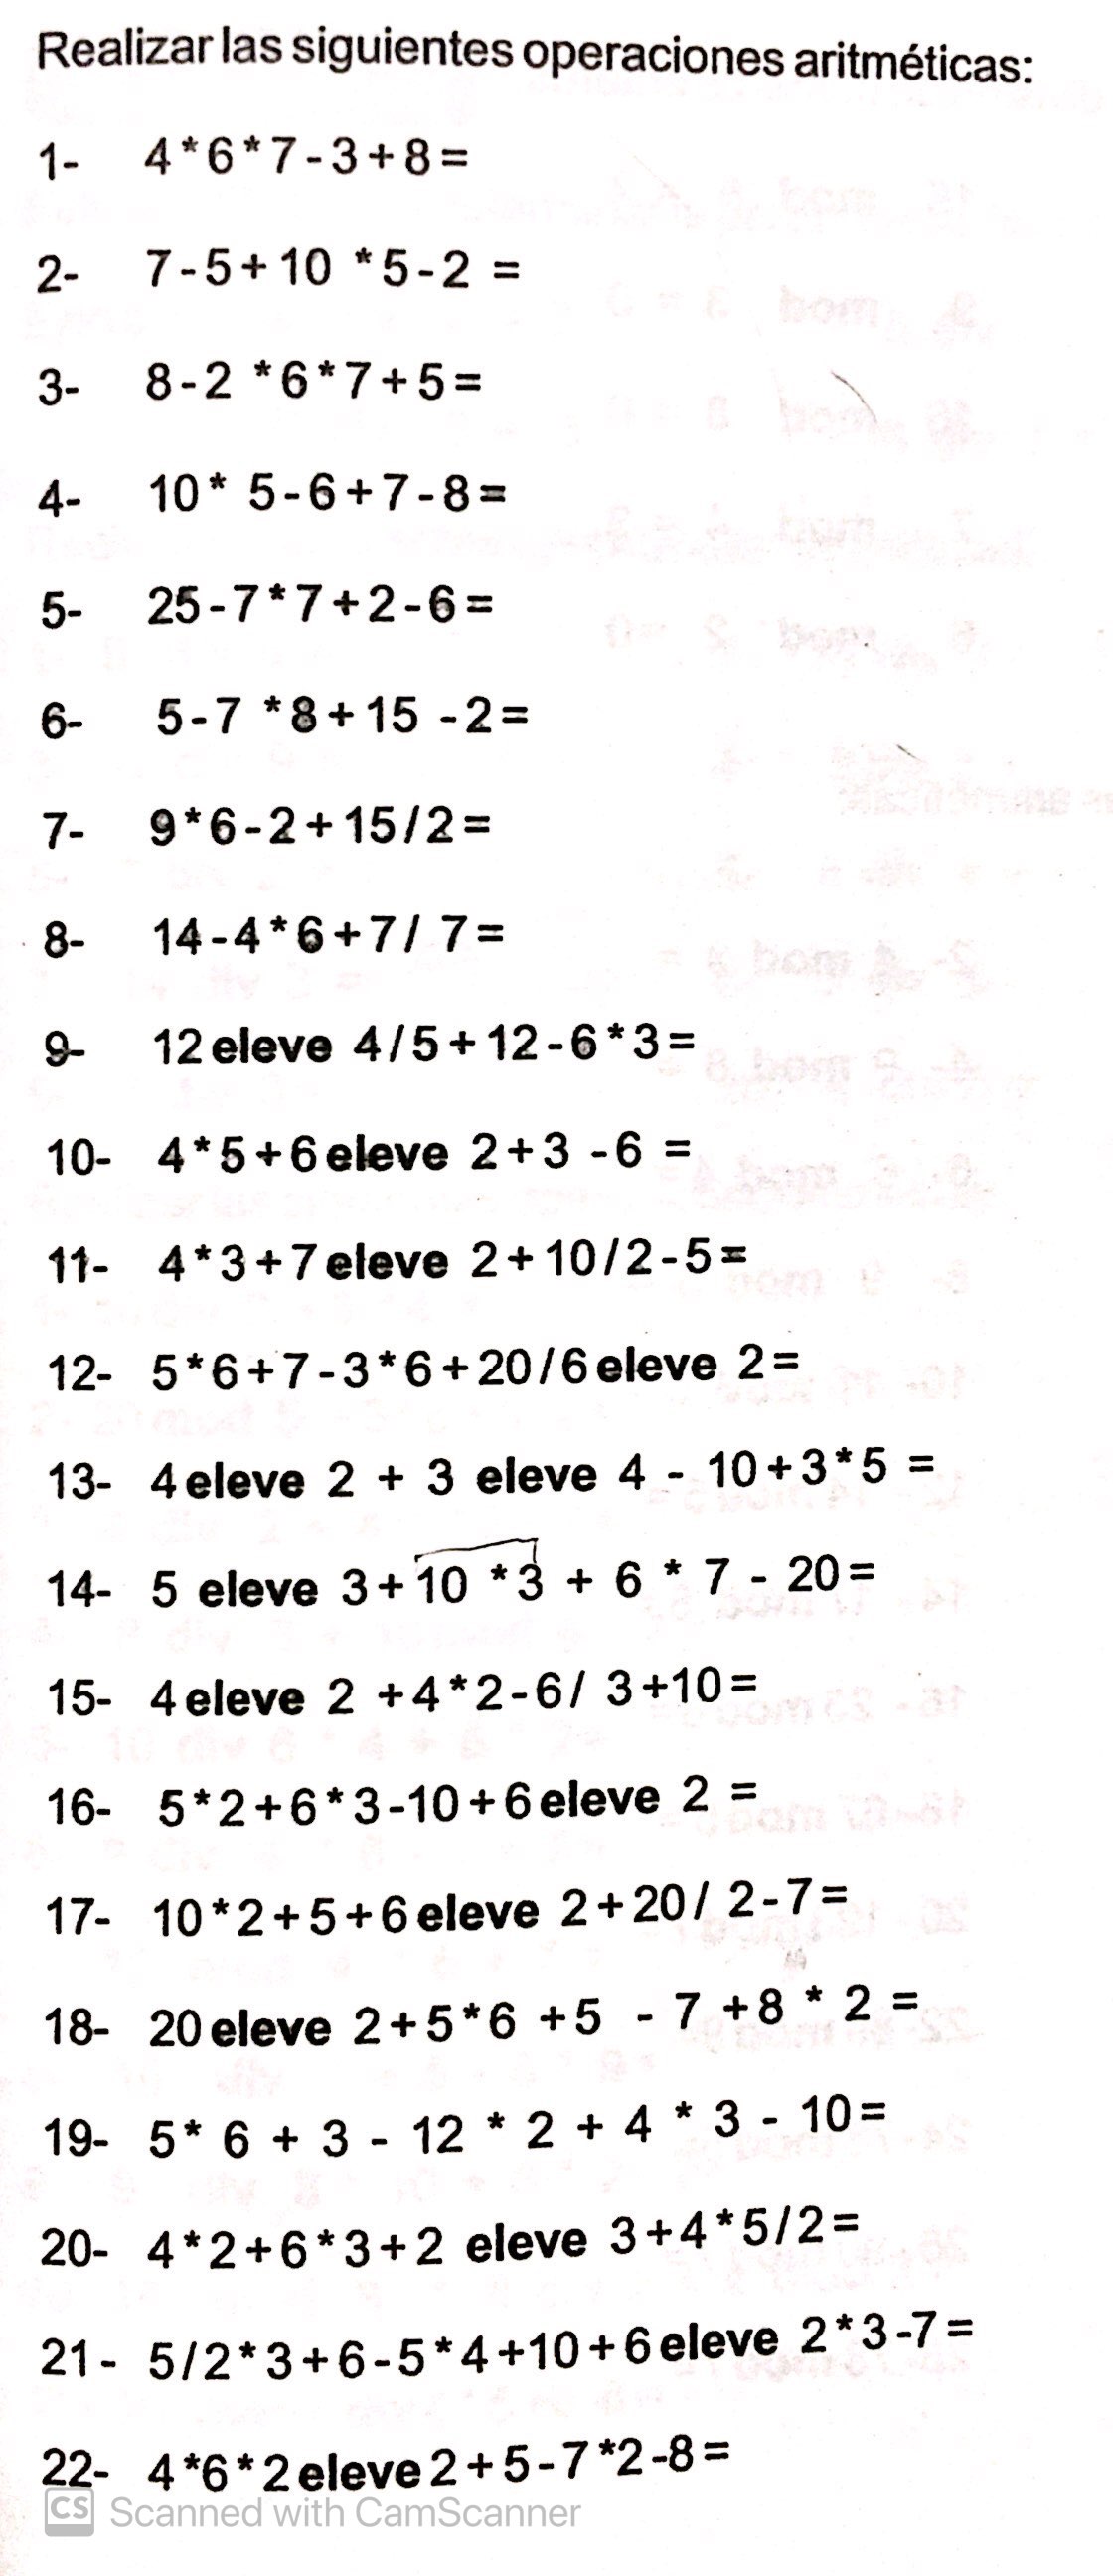 Realizar las siguientes operaciones aritméticas:
1- 4*6*7-3+8=
2- 7-5+10 *5-2 =
3- 8-2 *6*7+5=
4- 10* 5-6+7-8=
5- 25-7*7+2-6=
6- 5-7 *8+15 -2=
7- 9*6-2+15/2=
8- 14-4*6+7/ 7=
9- 12 eleve 4/5+12-6*3=
10- 4*5+6 eleve 2+3 -6 =
11- 4*3+7 eleve 2+10/2-5=
12- 5*6+7-3*6+20/6 eleve 2=
13- 4 eleve 2 + 3 eleve 4 - 10+3*5 =
14- 5 eleve 3+10 *3 + 6 * 7 - 20=
15- 4 eleve 2 +4*2-6/ 3+10=
16- 5*2+6*3-10+6 eleve 2 =
17- 10*2+5+6 eleve 2+20/ 2-7=
18- 20 eleve 2+5*6 +5 - 7 +8 * 2 =
19- 5* 6 + 3 - 12 * 2 + 4 * 3 - 10=
20- 4*2+6*3+2 eleve 3+4*5/2=
21- 5/2*3+6-5*4+10+6 eleve 2*3-7=
22- 4*6*2 eleve 2+5-7*2-8=
CS Scanned with CamScanner